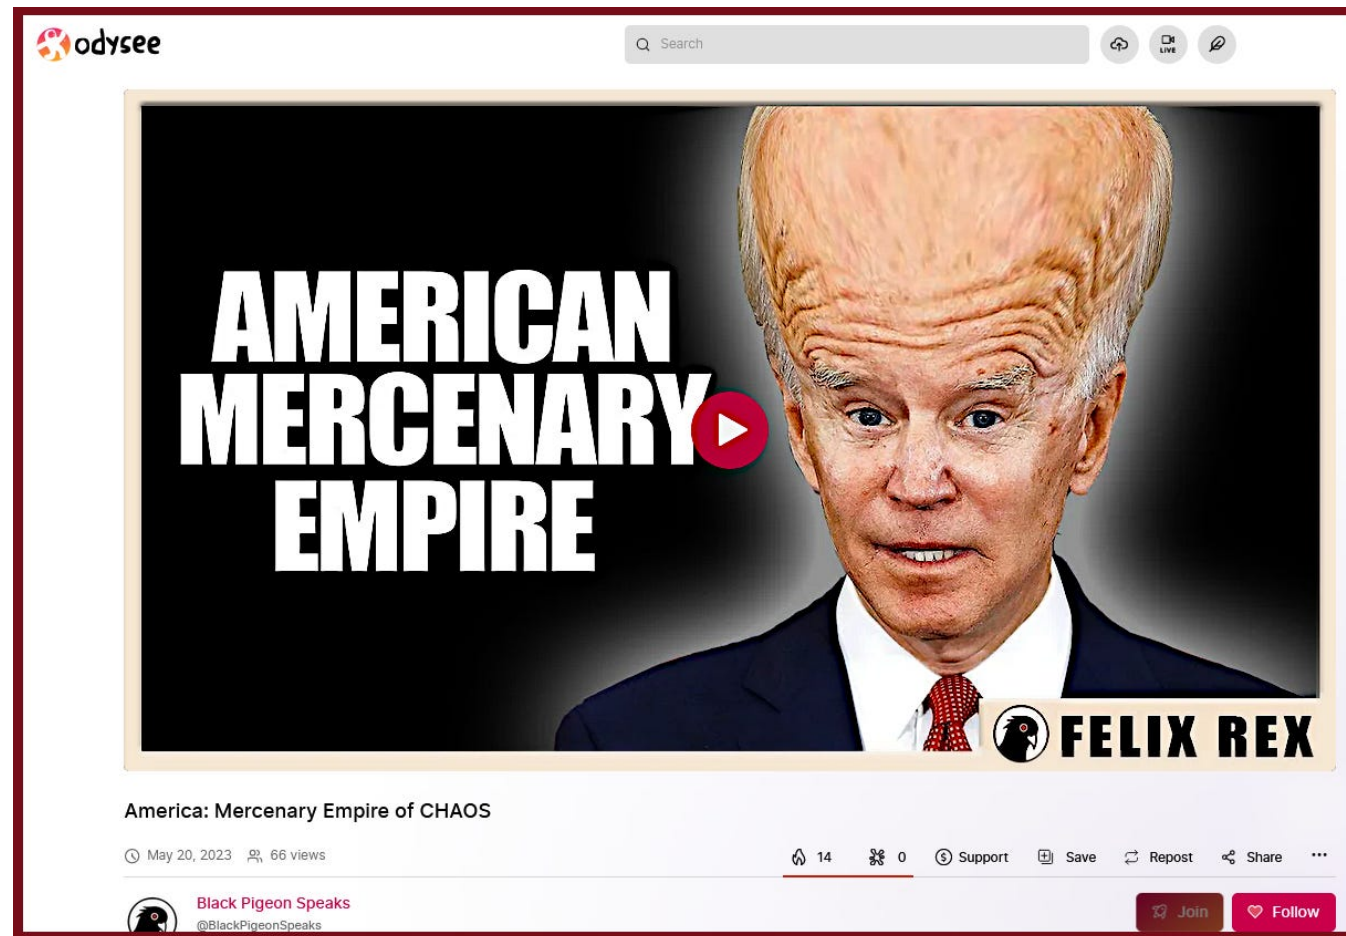 odysee
Search
LIVE
AMERICAN
MERCENARY
EMPIRE
FELIX REX
America: Mercenary Empire of CHAOS
May 20, 2023 66 views
14 0 Support Save Repost Share ...
Black Pigeon Speaks
@BlackPigeonSpeaks
Join Follow